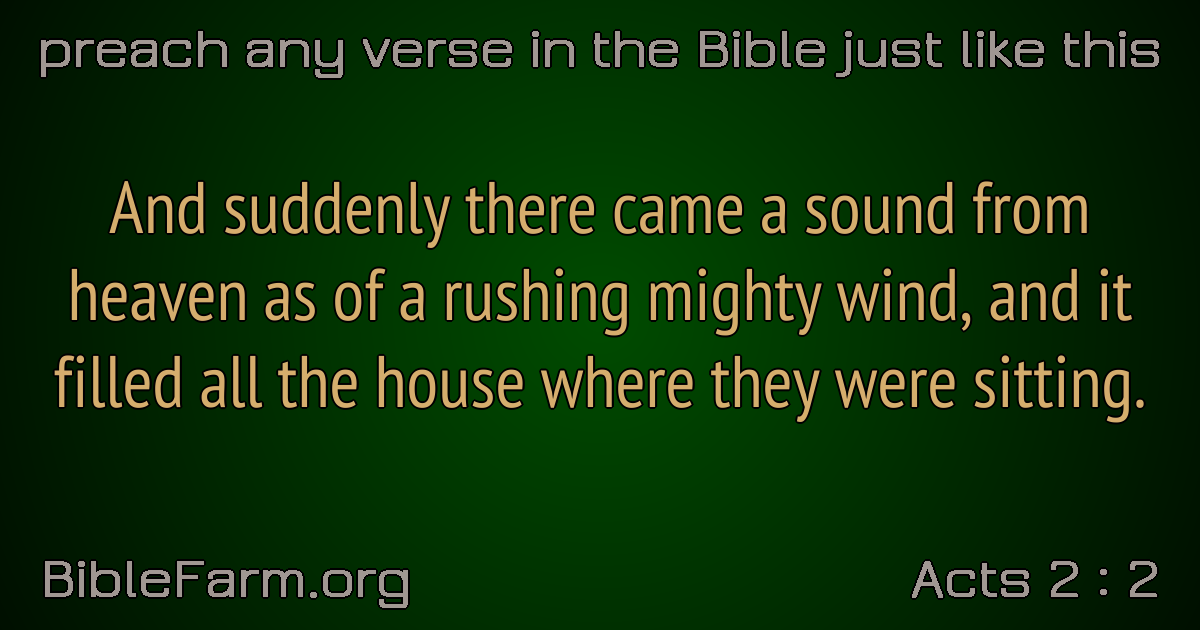 preach any verse in the Bible just like this
And suddenly there came a sound from
heaven as of a rushing mighty wind, and it
filled all the house where they were sitting.
BibleFarm.org
Acts 2 : 2